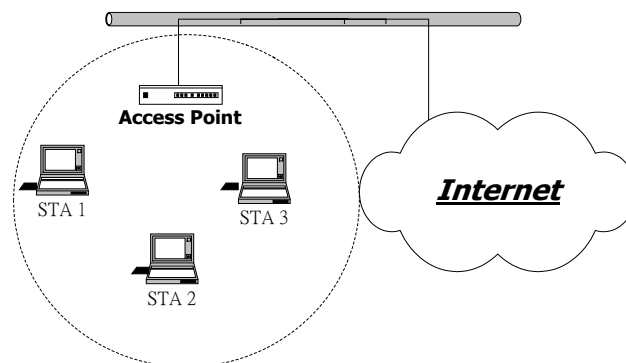 Access Point
STA 1
Internet
STA 3
STA 2